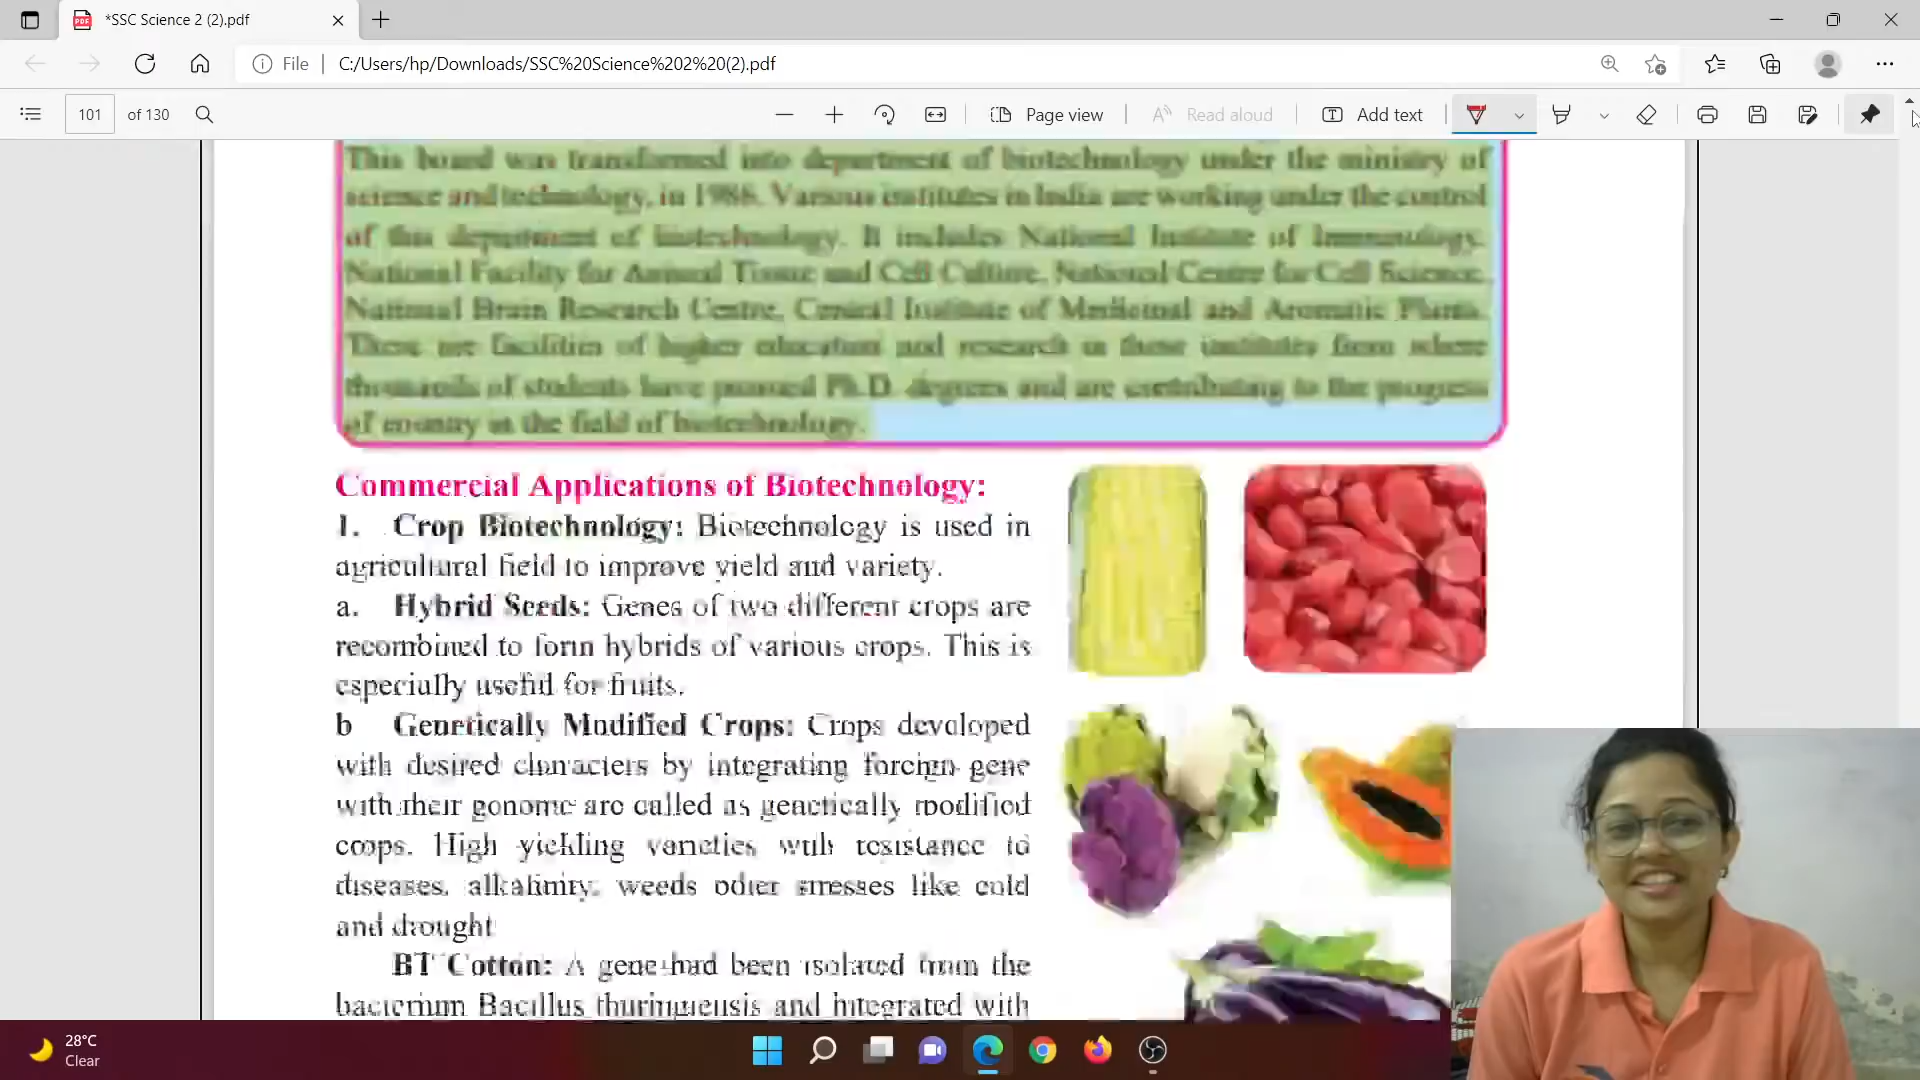 *SSC Science 2 (2).pdf
File
C:/Users/hp/Downloads/SSC%20Science%202%20(2).pdf
101 of 130
Page view
Read aloud
Add text
This board was transformed into department of biotechnology under the ministry of
science and technology, in 1986. Various institutes in India are working under the control
of this department of biotechnology. It includes National Institute of Immunology,
National Facility for Animal Tissue and Cell Culture, National Centre for Cell Science,
National Brain Research Centre, Central Institute of Medicinal and Aromatic Plants.
There are facilities of higher education and research in these institutes from where
thousands of students have pursued Ph.D. degrees and are contributing to the progress
of country in the field of biotechnology.
Commercial Applications of Biotechnology:
1. Crop Biotechnology: Biotechnology is used in
agricultural field to improve yield and variety.
a. Hybrid Seeds: Genes of two different crops are
recombined to form hybrids of various crops. This is
especially useful for fruits.
b Genetically Modified Crops: Crops developed
with desired characters by integrating foreign gene
with their genome are called as genetically modified
crops. High yielding varieties with resistance to
diseases, alkalinity, weeds other stresses like cold
and drought
BT Cotton: A gene had been isolated from the
bacterium Bacillus thuringiensis and integrated with
28°C
Clear